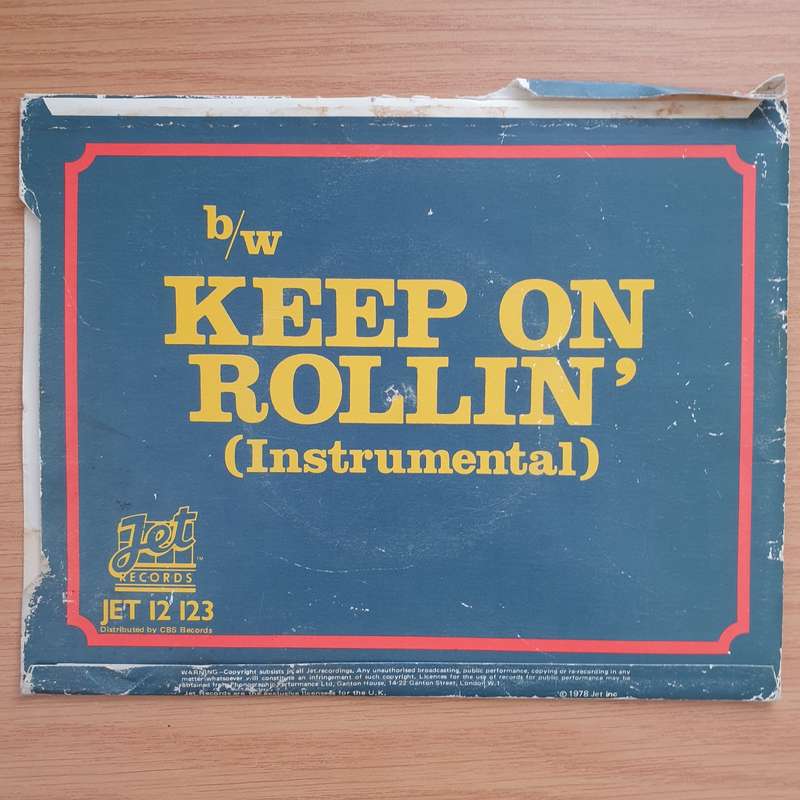 b/w
KEEP ON
ROLLIN’
(Instrumental)
Jet
RECORDS
TM
JET 12 123
Distributed by CBS Records
WARNING—Copyright subsists in all Jet recordings. Any unauthorised broadcasting, public performance, copying or re-recording in any
matter whatsoever will constitute an infringement of such copyright. Licences for the use of records for public performance may be
obtained from Phonographic Performance Ltd, Ganton House, 14-22 Ganton Street, London W.1.
Jet Records are the exclusive licensee for the U.K.
© 1978 Jet Inc